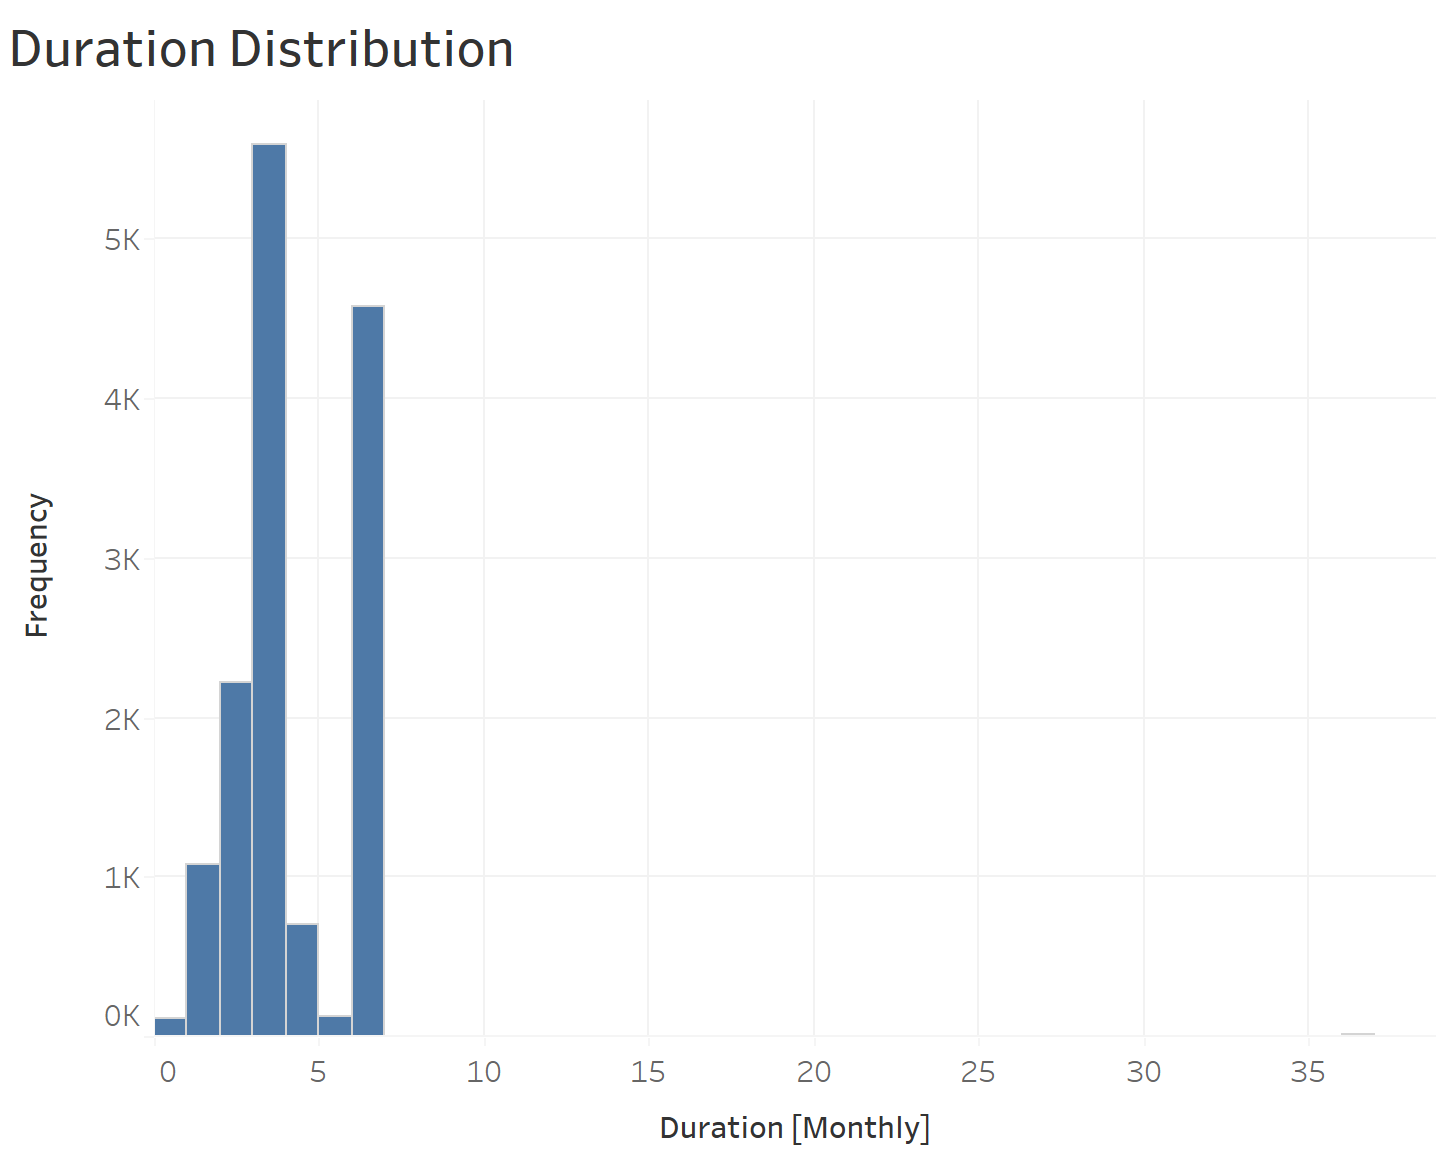 Duration Distribution
5K
4K
3K
2K
1K
0K
Frequency
0 5 10 15 20 25 30 35
Duration [Monthly]